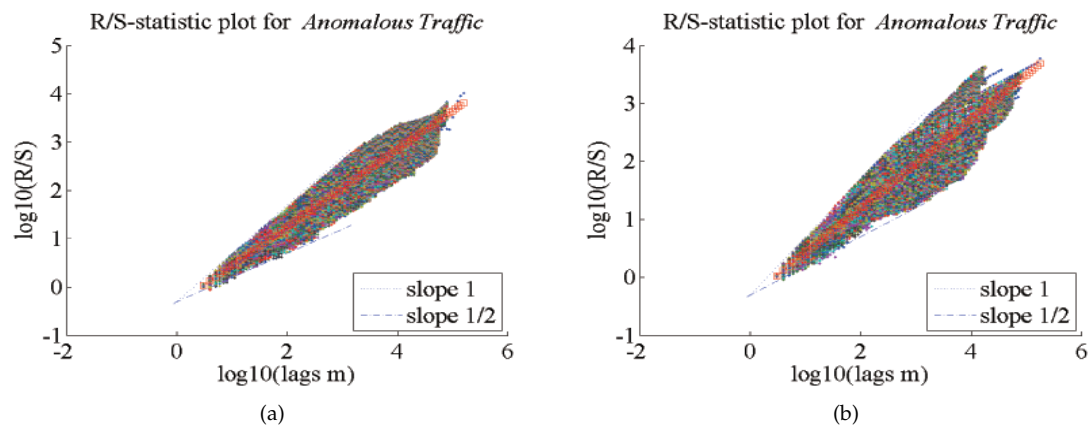 R/S-statistic plot for Anomalous Traffic
5
4
3
2
1
0
-1
-2
0
2
4
6
log10(R/S)
log10(lags m)
slope 1
slope 1/2
(a)
R/S-statistic plot for Anomalous Traffic
4
3
2
1
0
-1
-2
0
2
4
6
log10(R/S)
log10(lags m)
slope 1
slope 1/2
(b)